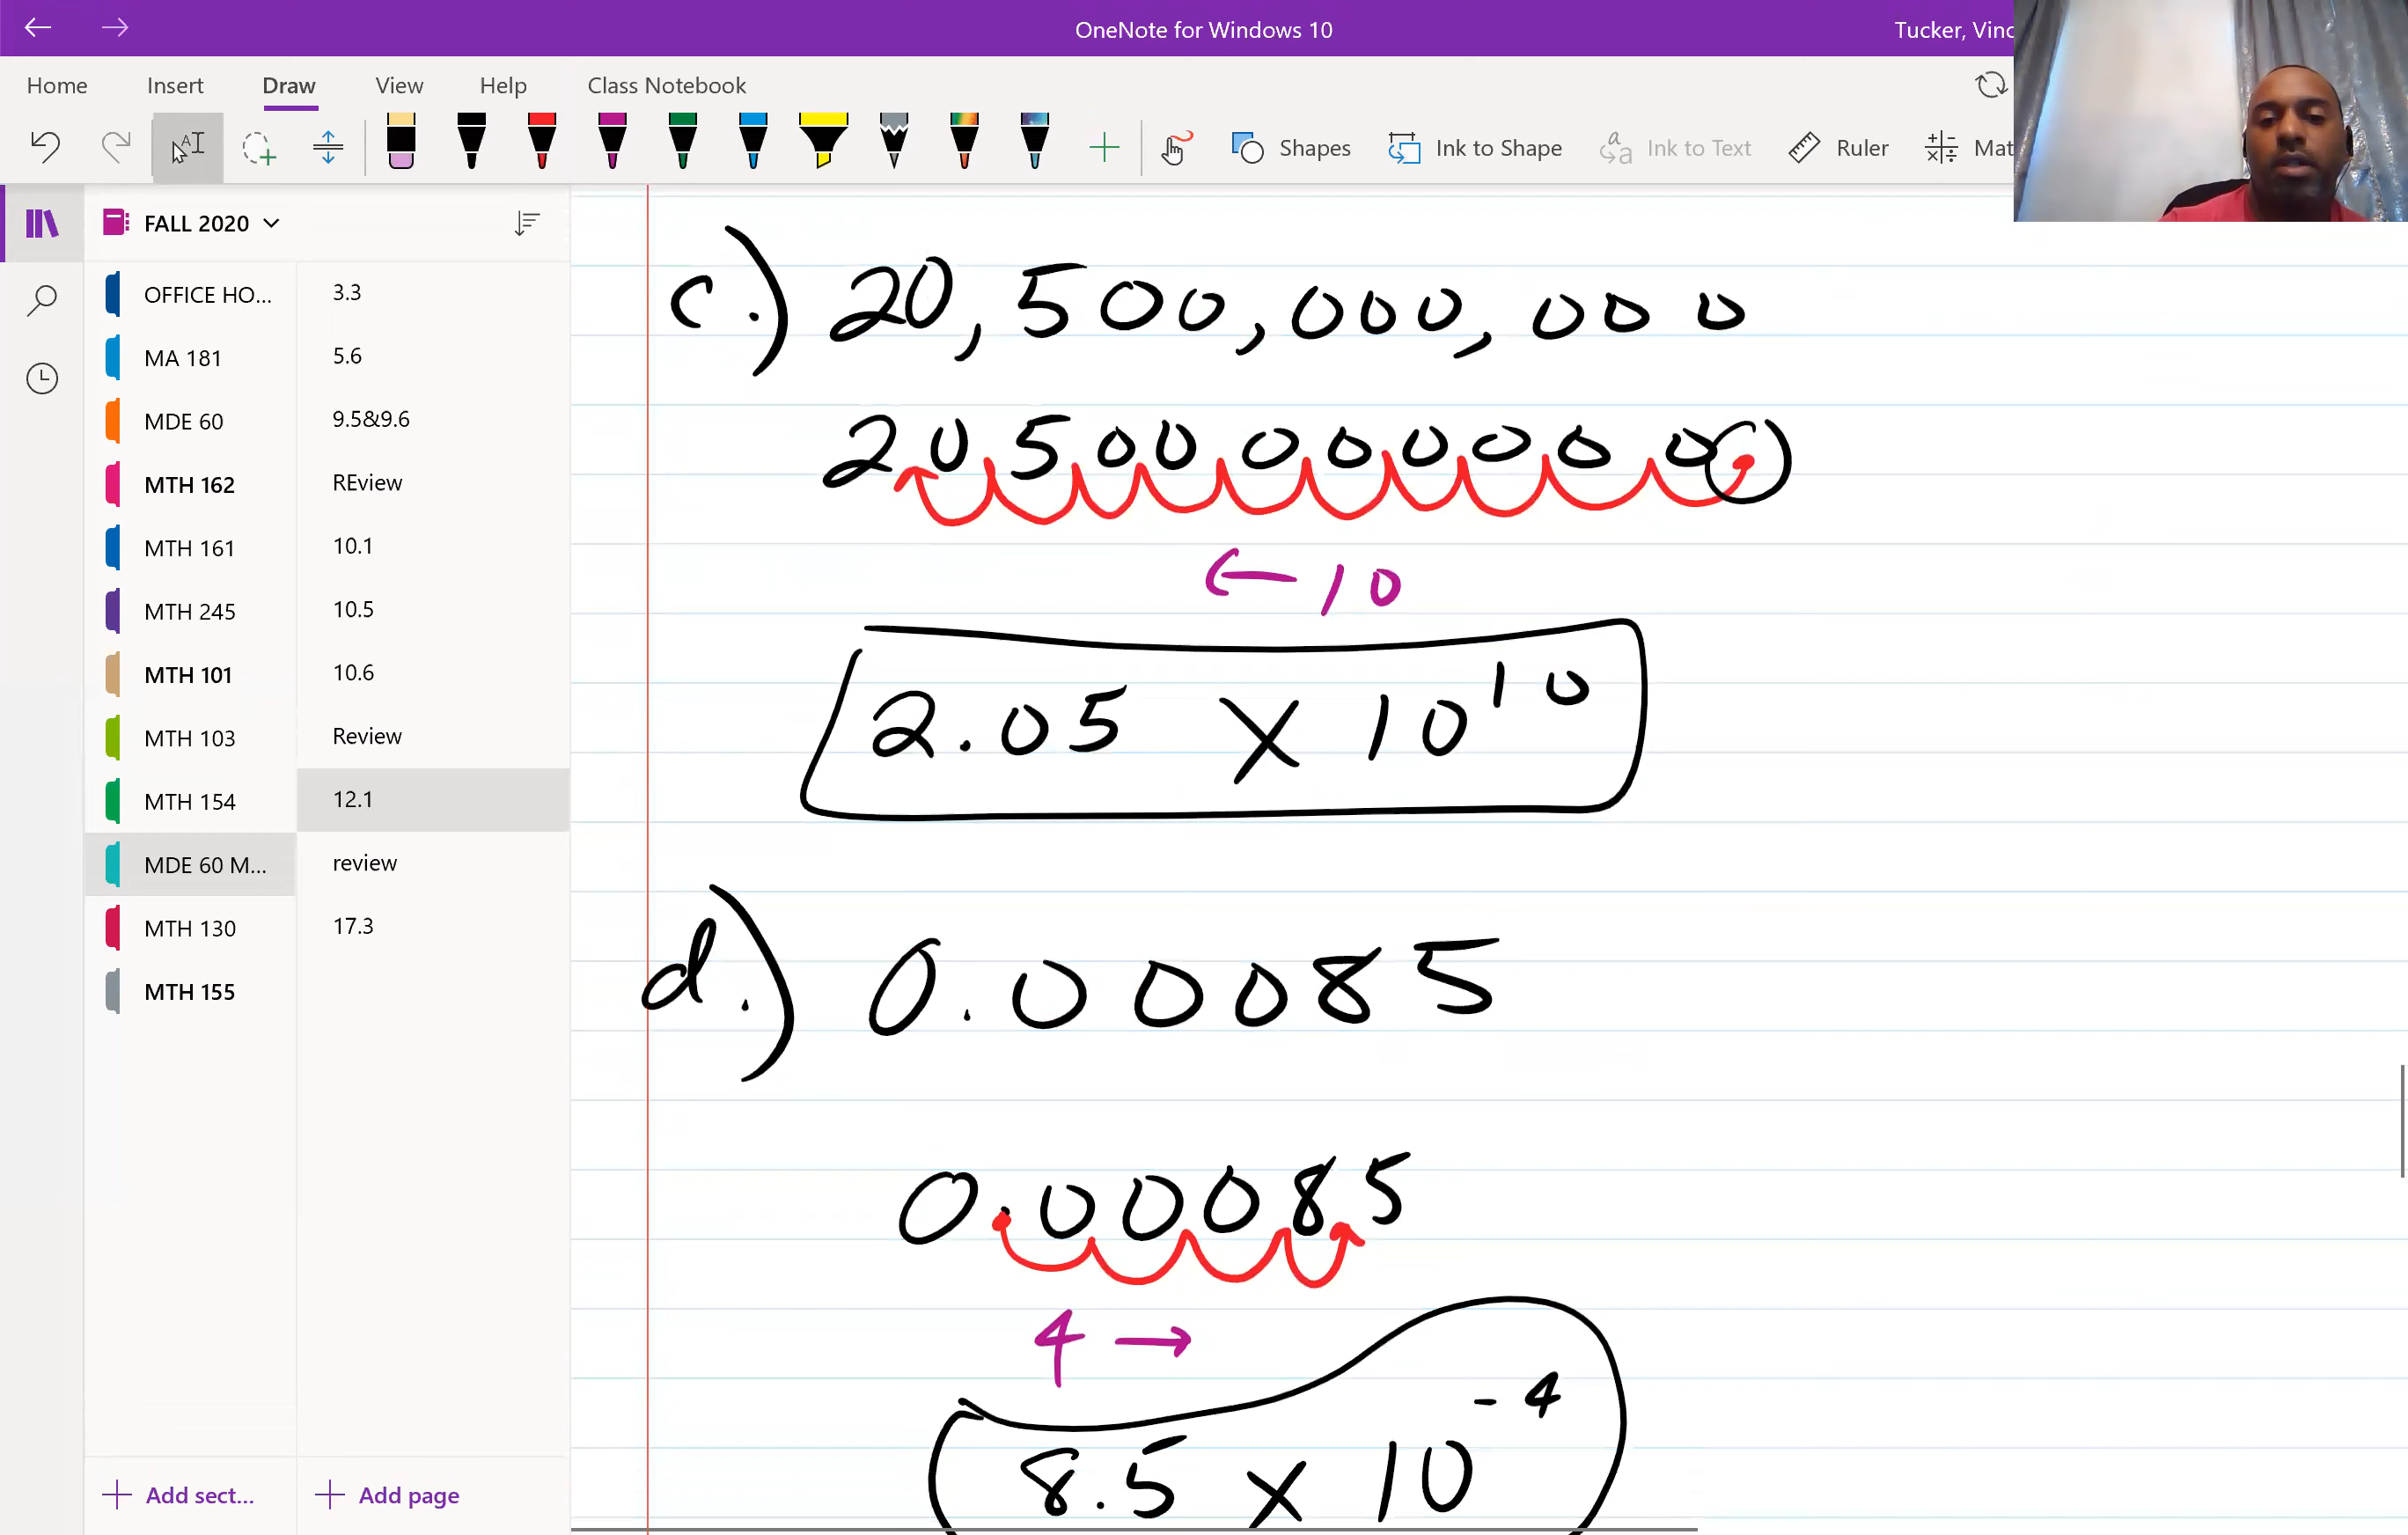 OneNote for Windows 10
Tucker, Vinc
Home Insert Draw View Help Class Notebook
Shapes Ink to Shape Ink to Text Ruler Mat
FALL 2020
OFFICE HO...
MA 181
MDE 60
MTH 162
MTH 161
MTH 245
MTH 101
MTH 103
MTH 154
MDE 60 M...
MTH 130
MTH 155
Add sect...
3.3
5.6
9.5&9.6
REview
10.1
10.5
10.6
Review
12.1
review
17.3
Add page
c.) 20,500,000,000
20500000000.
← 10
2.05 x 10^10
d.) 0.00085
0.00085
4 →
8.5 x 10^-4